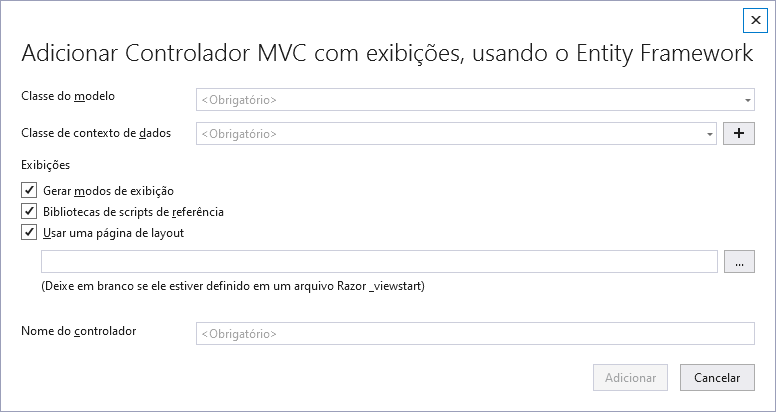 Adicionar Controlador MVC com exibições, usando o Entity Framework
Classe do modelo <Obrigatório>
Classe de contexto de dados <Obrigatório>
Exibições
Gerar modos de exibição
Bibliotecas de scripts de referência
Usar uma página de layout
...
(Deixe em branco se ele estiver definido em um arquivo Razor _viewstart)
Nome do controlador <Obrigatório>
Adicionar Cancelar